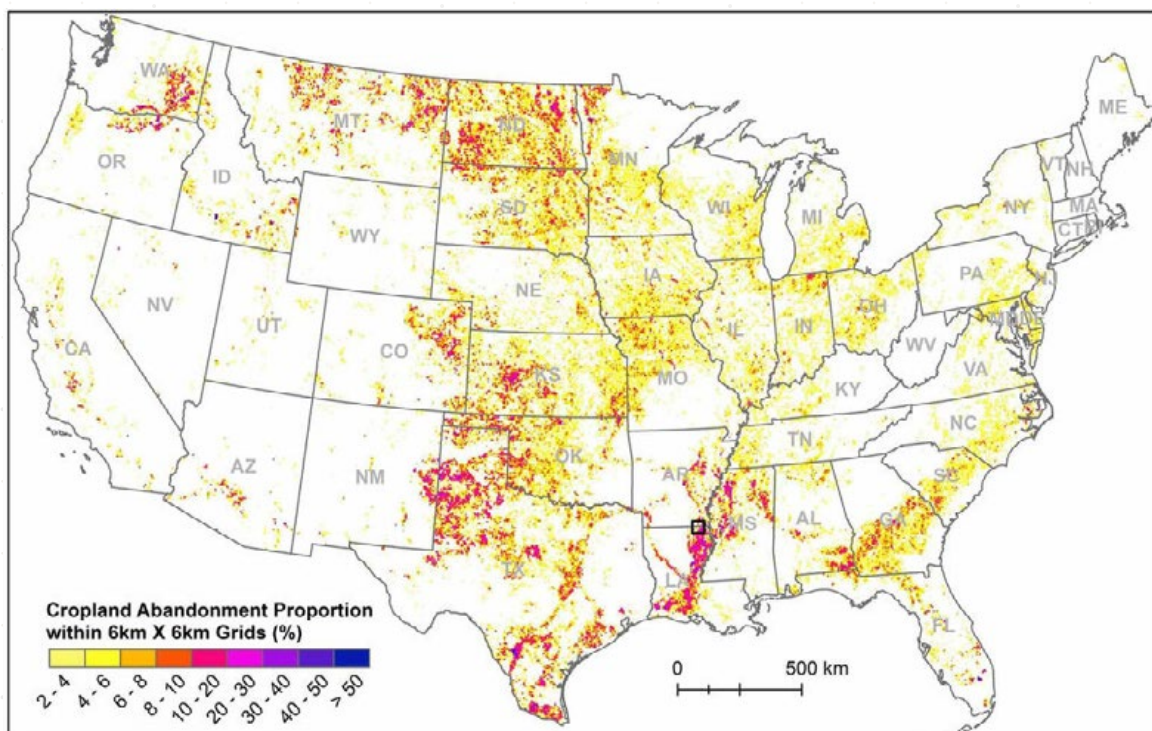 WA
ME
MT
ND
VT
NH
MN
OR
ID
WI
MI
NY
MA
SD
CT
WY
IA
PA
NE
NJ
OH
IL
IN
NV
UT
WV
CO
CA
KS
MO
VA
KY
NC
TN
OK
AZ
NM
AR
SC
MS
AL
GA
TX
LA
FL
Cropland Abandonment Proportion
within 6km X 6km Grids (%)
0 500 km
2 - 4
4 - 6
6 - 8
8 - 10
10 - 20
20 - 30
30 - 40
40 - 50
> 50